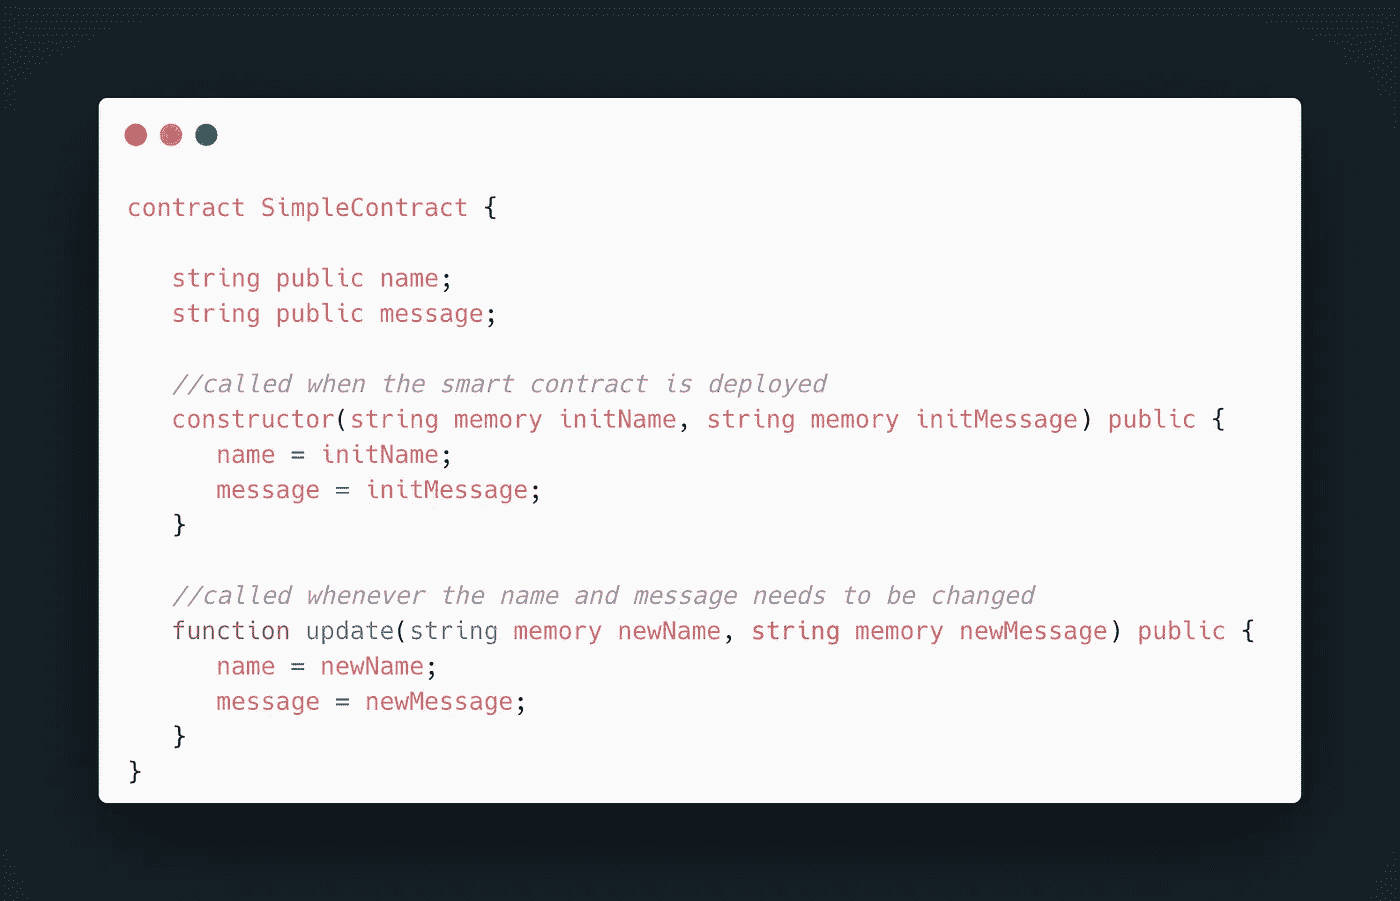 contract SimpleContract {
string public name;
string public message;
//called when the smart contract is deployed
constructor(string memory initName, string memory initMessage) public {
name = initName;
message = initMessage;
}
//called whenever the name and message needs to be changed
function update(string memory newName, string memory newMessage) public {
name = newName;
message = newMessage;
}
}